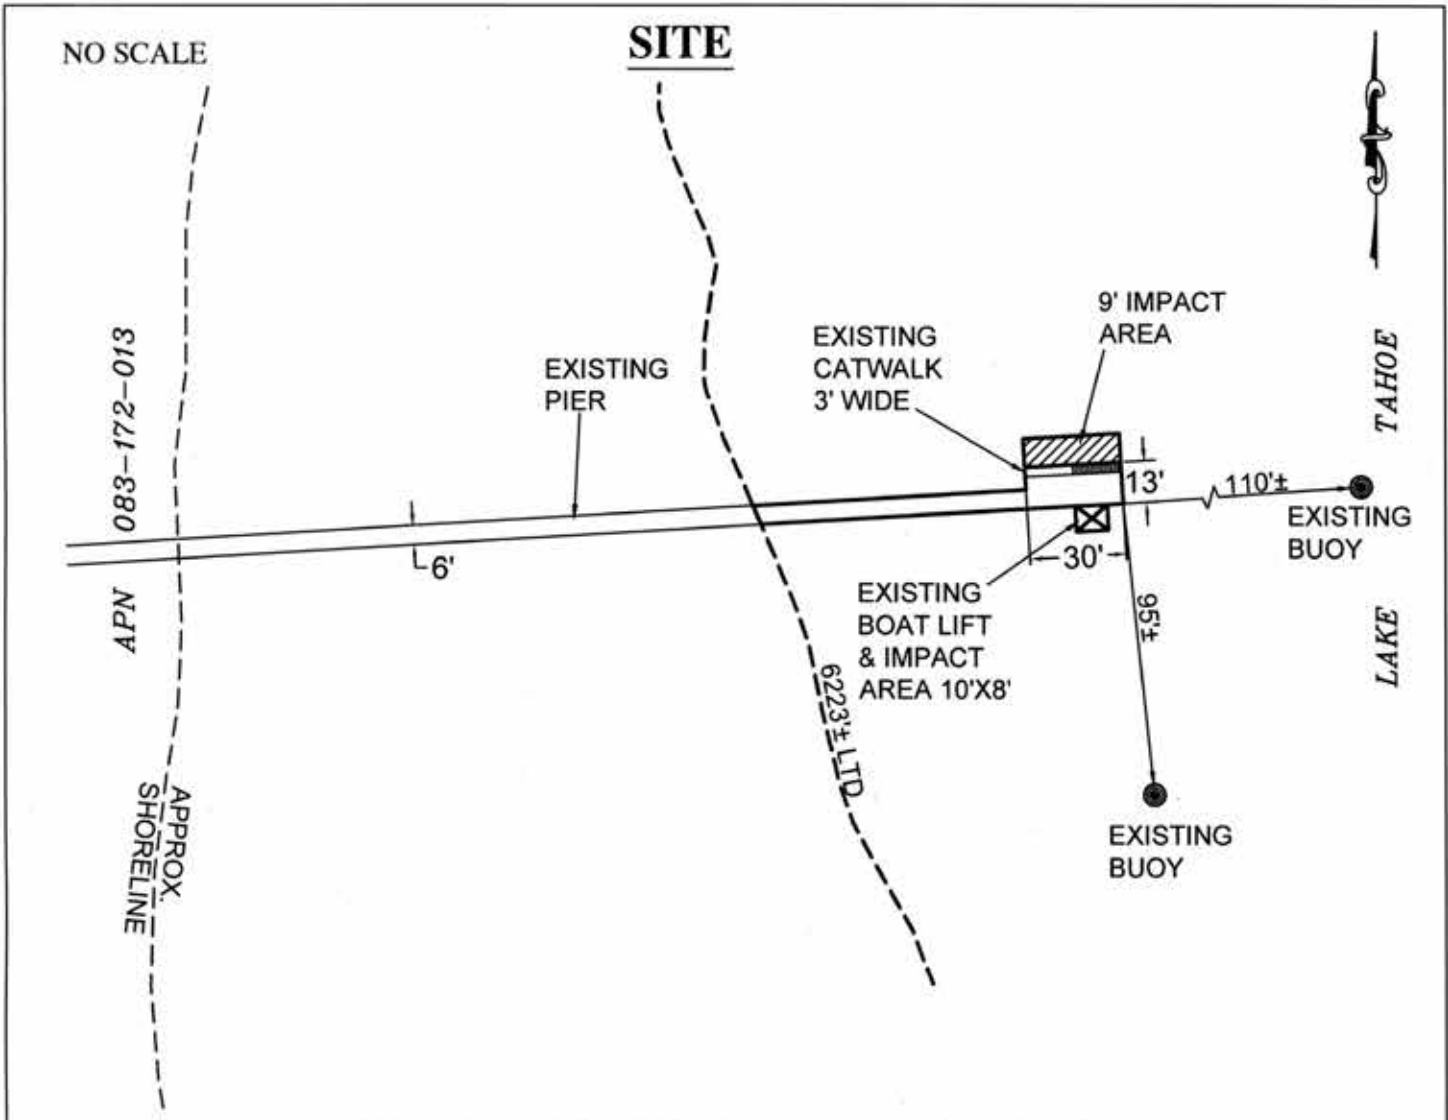 NO SCALE
SITE
9' IMPACT
AREA
EXISTING
CATWALK
3' WIDE
EXISTING
PIER
APN 083-172-013
LAKE TAHOE
13'
110'±
EXISTING
BUOY
6'
30'
EXISTING
BOAT LIFT
& IMPACT
AREA 10'X8'
95'±
6223'± LTD
APPROX.
SHORELINE
EXISTING
BUOY